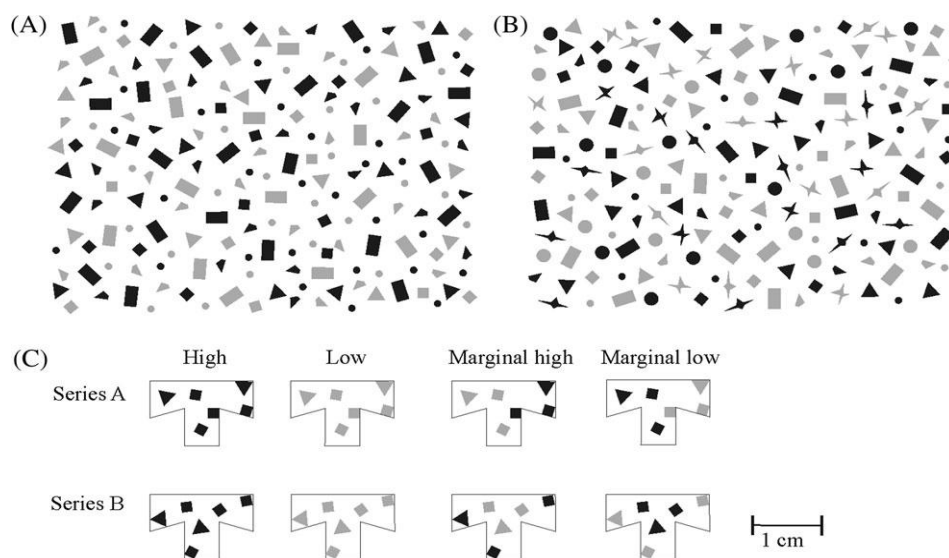 (A)
(B)
(C)
High Low Marginal high Marginal low
Series A
Series B
1 cm